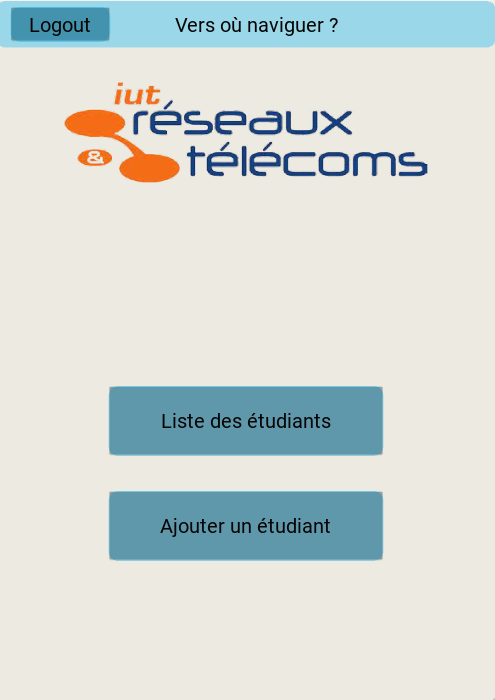 Logout
Vers où naviguer ?
iut
réseaux
&
télécoms
Liste des étudiants
Ajouter un étudiant